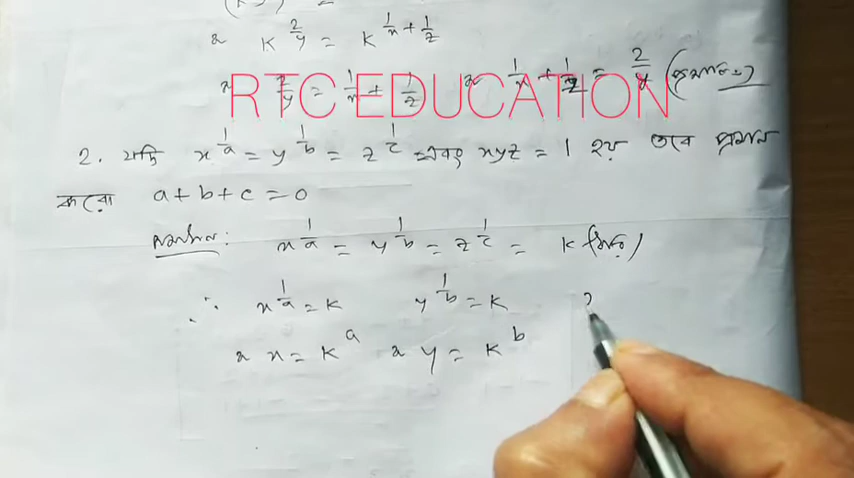 বা k^(2/y) = k^(1/x + 1/z)
বা 2/y = 1/x + 1/z বা 1/x + 1/z = 2/y (প্রমাণিত)
RTC EDUCATION
2. যদি x^(1/a) = y^(1/b) = z^(1/c) এবং xyz = 1 হয় তবে প্রমাণ
করো a + b + c = 0
সমাধান: x^(1/a) = y^(1/b) = z^(1/c) = k (ধরি)
∴ x^(1/a) = k y^(1/b) = k
বা x = k^a বা y = k^b